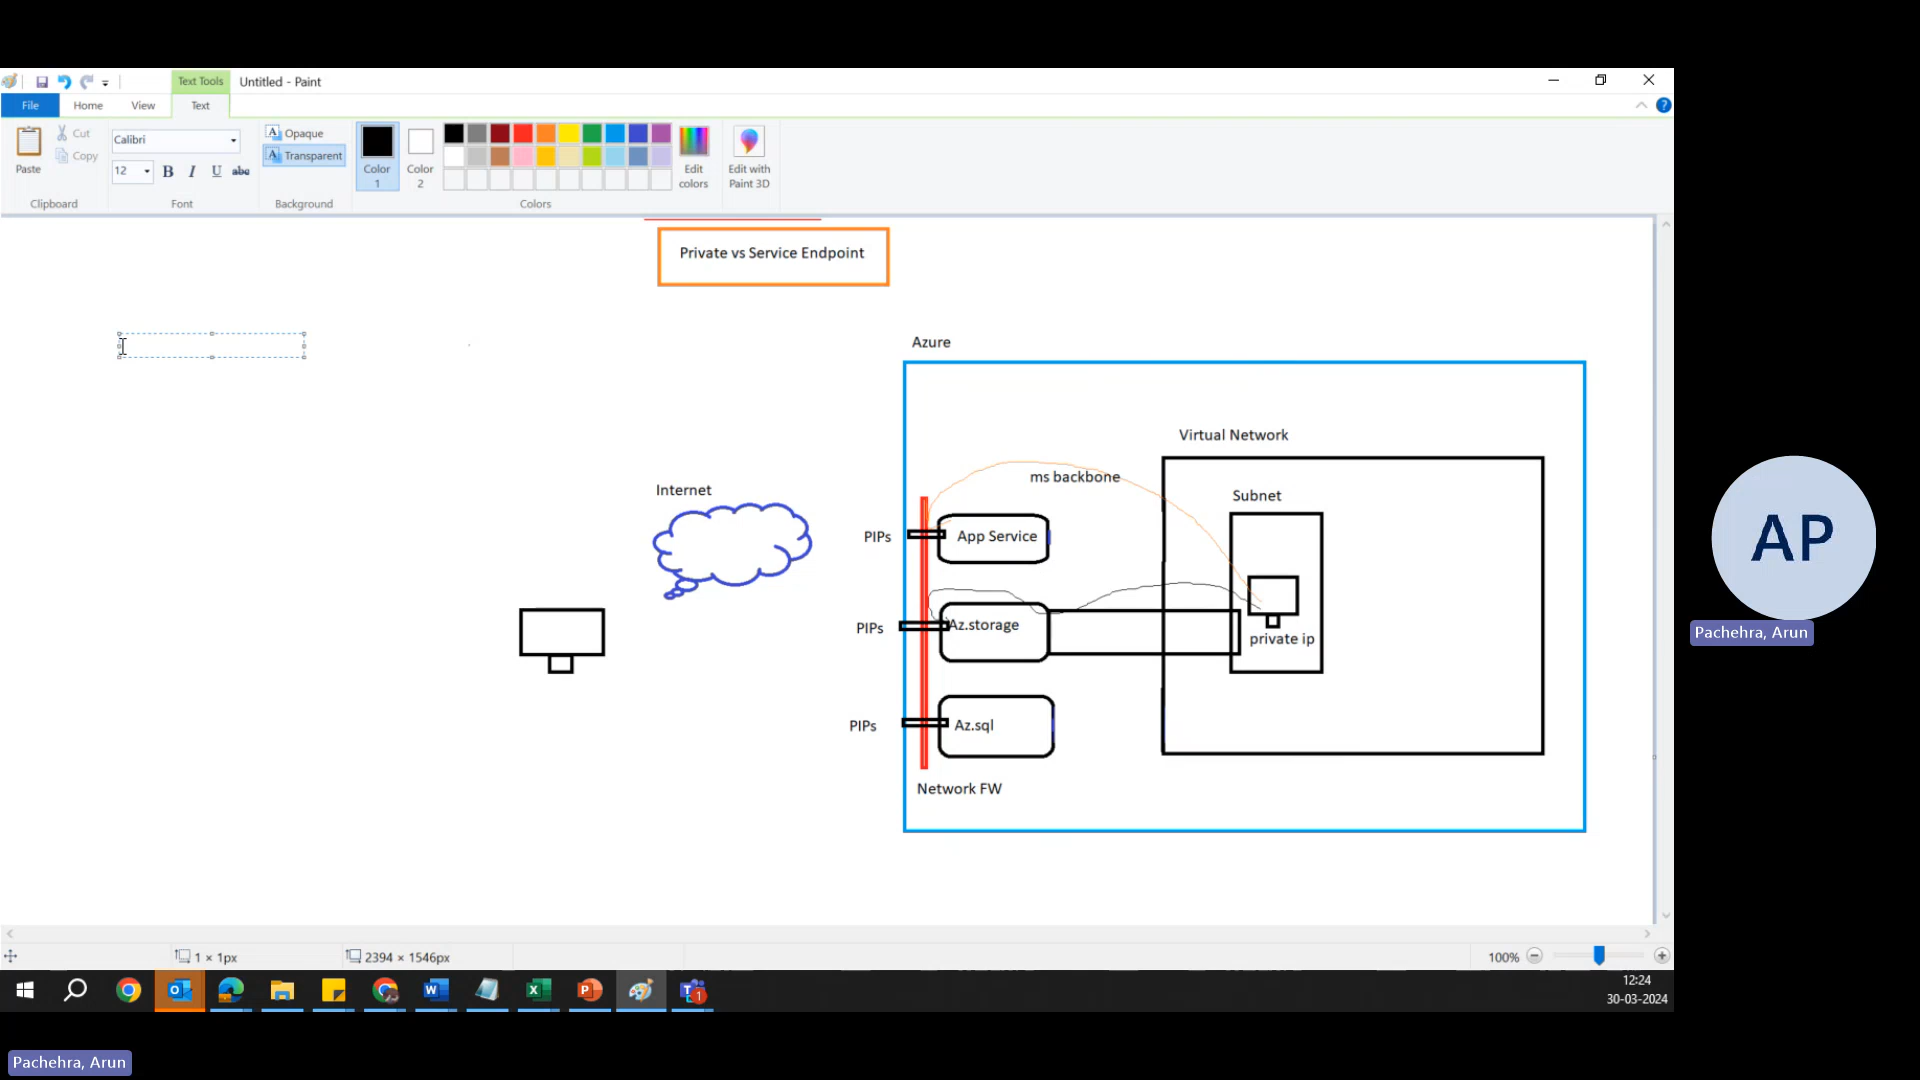 Text Tools
Untitled - Paint
File
Home
View
Text
Paste
Cut
Copy
Clipboard
Calibri
12
B I U abc
Font
Opaque
Transparent
Background
Color 1
Color 2
Colors
Edit colors
Edit with Paint 3D
Private vs Service Endpoint
Azure
Virtual Network
ms backbone
Internet
Subnet
PIPs
App Service
PIPs
Az.storage
private ip
PIPs
Az.sql
Network FW
1 × 1px
2394 × 1546px
100%
12:24
30-03-2024
AP
Pachehra, Arun
Pachehra, Arun